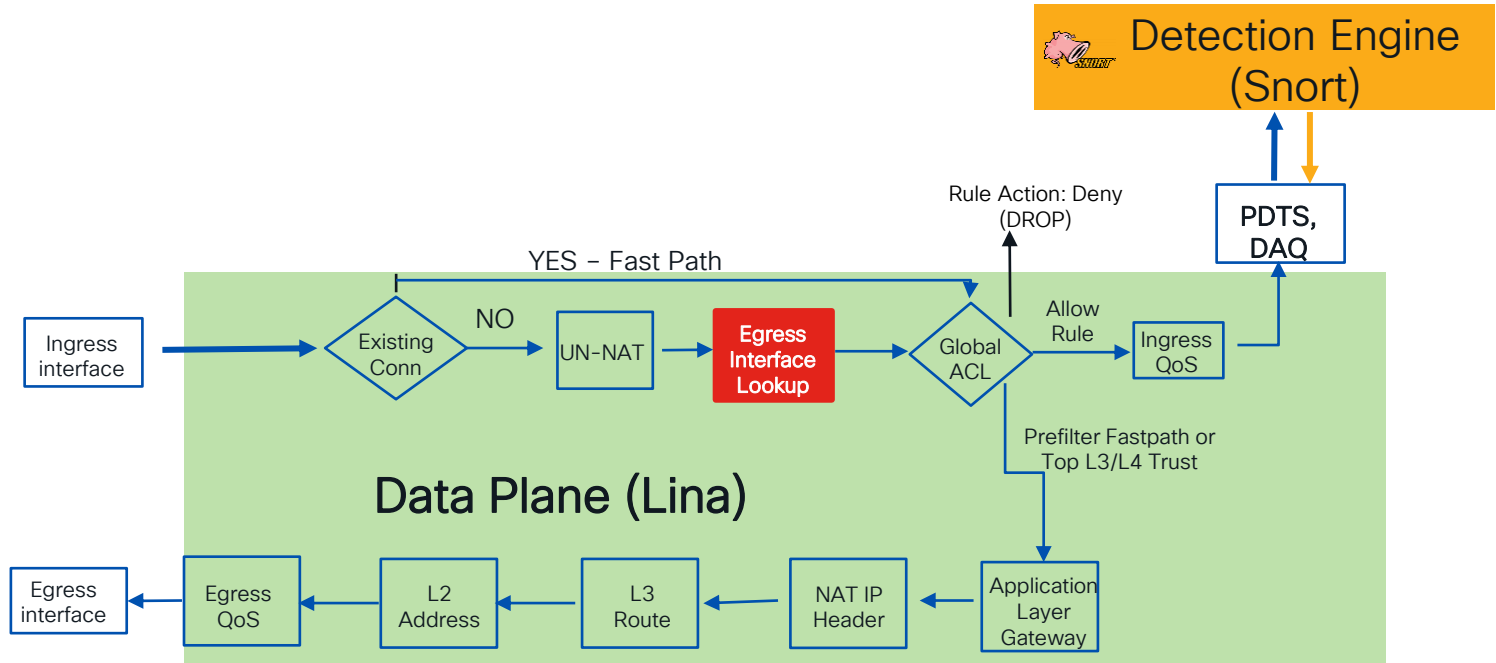 Detection Engine
(Snort)
SNORT
Rule Action: Deny
(DROP)
PDTS,
DAQ
YES – Fast Path
Ingress
interface
Existing
Conn
NO
UN-NAT
Egress
Interface
Lookup
Global
ACL
Allow
Rule
Ingress
QoS
Prefilter Fastpath or
Top L3/L4 Trust
Data Plane (Lina)
Egress
interface
Egress
QoS
L2
Address
L3
Route
NAT IP
Header
Application
Layer
Gateway